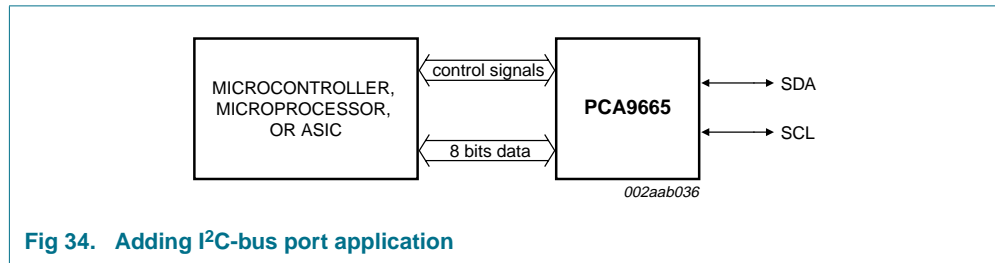 MICROCONTROLLER,
MICROPROCESSOR,
OR ASIC
control signals
8 bits data
PCA9665
SDA
SCL
002aab036
Fig 34. Adding I²C-bus port application